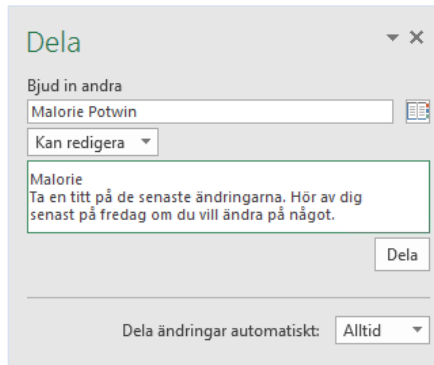 Dela
Bjud in andra
Malorie Potwin
Kan redigera
Malorie
Ta en titt på de senaste ändringarna. Hör av dig
senast på fredag om du vill ändra på något.
Dela
Dela ändringar automatiskt: Alltid